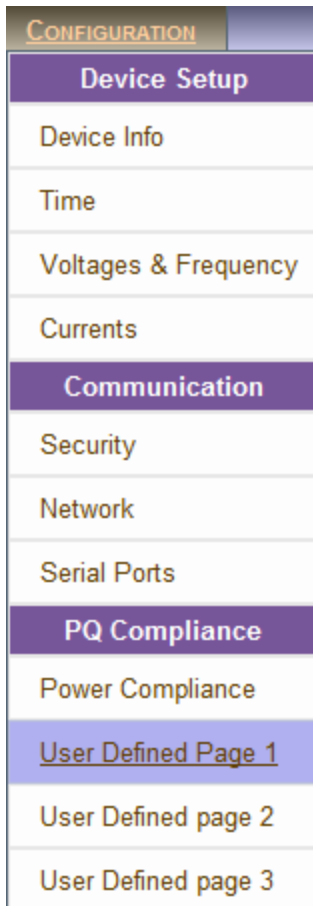 CONFIGURATION
Device Setup
Device Info
Time
Voltages & Frequency
Currents
Communication
Security
Network
Serial Ports
PQ Compliance
Power Compliance
User Defined Page 1
User Defined page 2
User Defined page 3